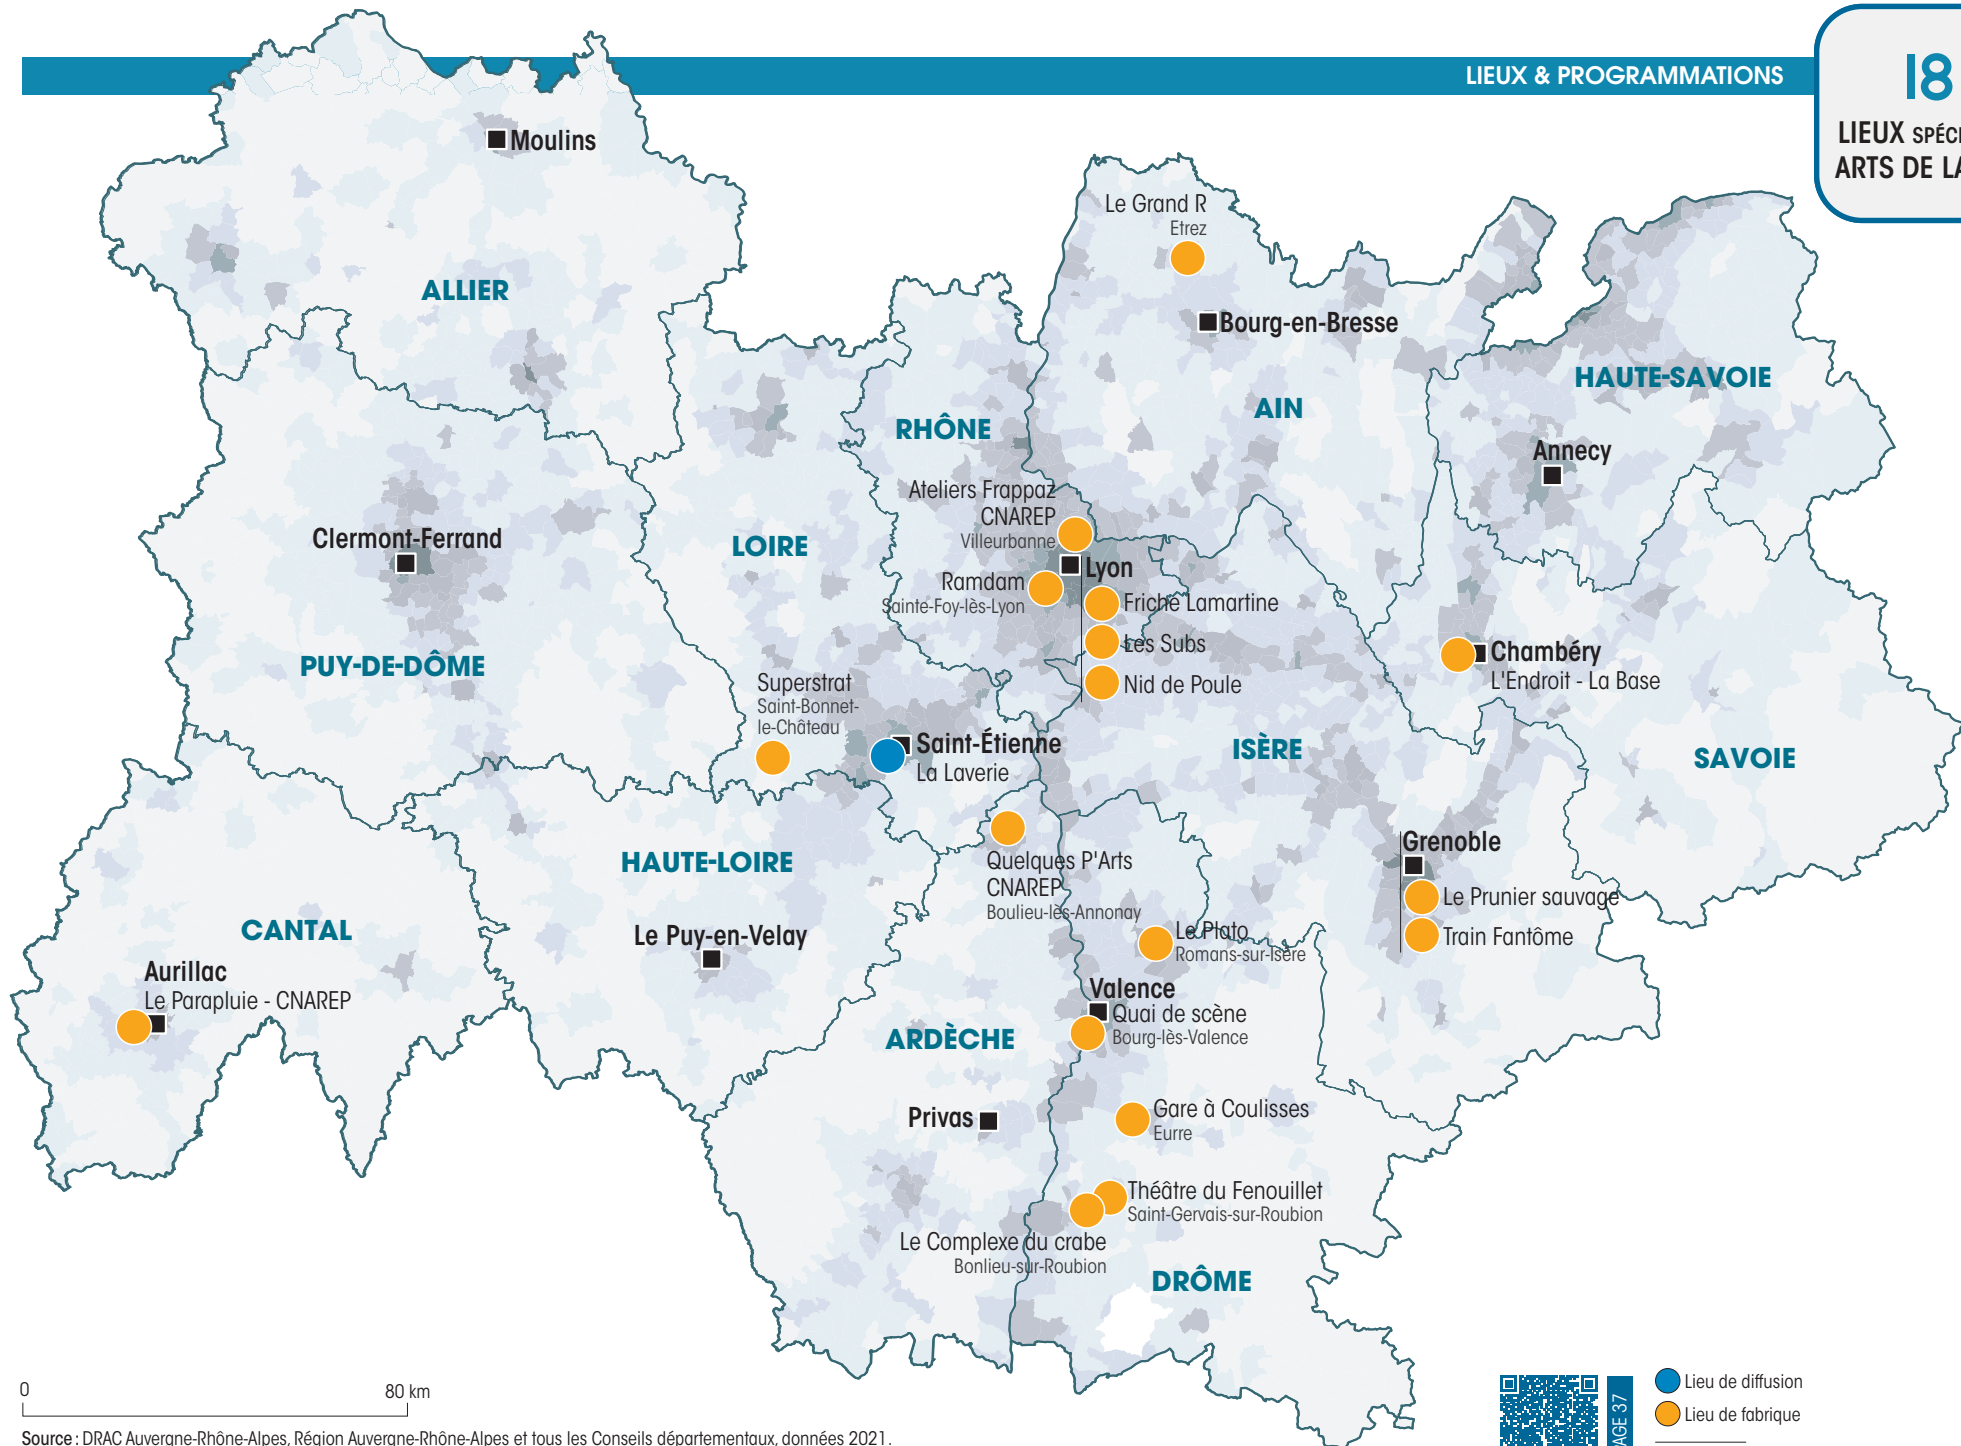 LIEUX & PROGRAMMATIONS
18
LIEUX
ARTS DE
Moulins
Le Grand R
Etrez
ALLIER
Bourg-en-Bresse
HAUTE-SAVOIE
AIN
RHÔNE
Annecy
Ateliers Frappaz
CNAREP
Villeurbanne
Clermont-Ferrand
LOIRE
Lyon
Ramdam
Sainte-Foy-lès-Lyon
Friche Lamartine
Les Subs
Nid de Poule
Chambéry
L'Endroit - La Base
PUY-DE-DÔME
Superstrat
Saint-Bonnet-
le-Château
Saint-Étienne
La Laverie
ISÈRE
SAVOIE
Grenoble
Le Prunier sauvage
Train Fantôme
HAUTE-LOIRE
Quelques P'Arts
CNAREP
Boulieu-lès-Annonay
CANTAL
Le Puy-en-Velay
Le Plato
Romans-sur-Isère
Aurillac
Le Parapluie - CNAREP
Valence
Quai de scène
Bourg-lès-Valence
ARDÈCHE
Privas
Gare à Coulisses
Eurre
Théâtre du Fenouillet
Saint-Gervais-sur-Roubion
Le Complexe du crabe
Bonlieu-sur-Roubion
DRÔME
0
80 km
Lieu de diffusion
Lieu de fabrique
37
Source : DRAC Auvergne-Rhône-Alpes, Région Auvergne-Rhône-Alpes et tous les Conseils départementaux, données 2021.